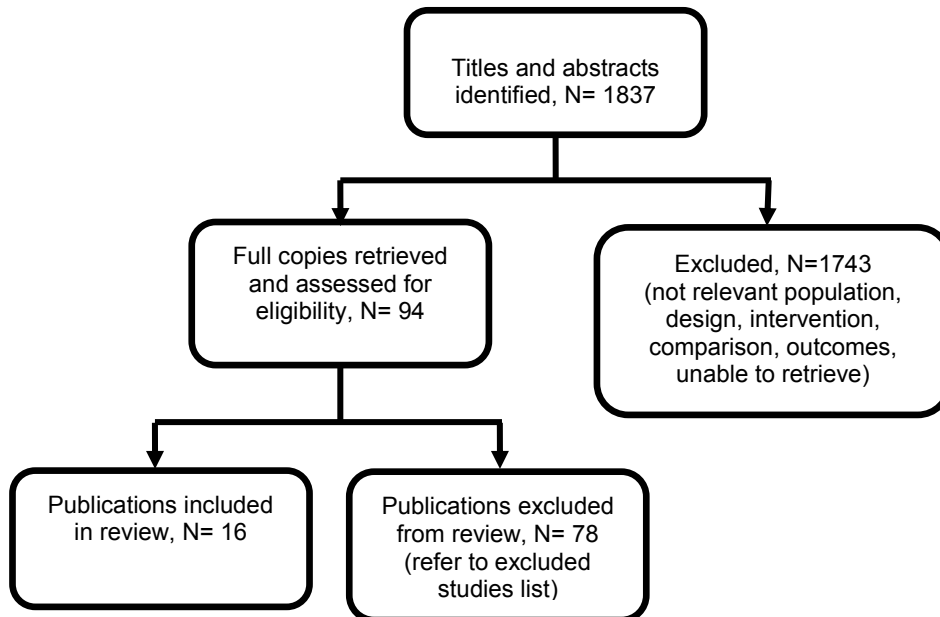 Titles and abstracts
identified, N= 1837
Full copies retrieved
and assessed for
eligibility, N= 94
Excluded, N=1743
(not relevant population,
design, intervention,
comparison, outcomes,
unable to retrieve)
Publications included
in review, N= 16
Publications excluded
from review, N= 78
(refer to excluded
studies list)